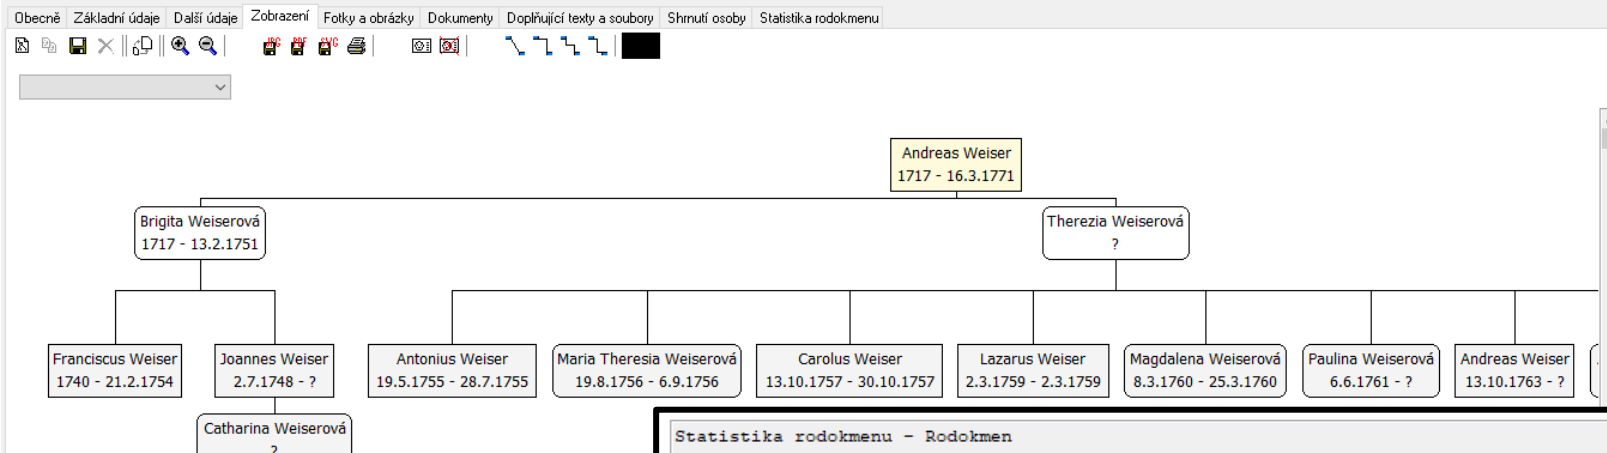 Obecně Základní údaje Další údaje Zobrazení Fotky a obrázky Dokumenty Doplňující texty a soubory Shrnutí osoby Statistika rodokmenu
JPG PDF SVG
Andreas Weiser
1717 - 16.3.1771
Brigita Weiserová
1717 - 13.2.1751
Therezia Weiserová
?
Franciscus Weiser
1740 - 21.2.1754
Joannes Weiser
2.7.1748 - ?
Antonius Weiser
19.5.1755 - 28.7.1755
Maria Theresia Weiserová
19.8.1756 - 6.9.1756
Carolus Weiser
13.10.1757 - 30.10.1757
Lazarus Weiser
2.3.1759 - 2.3.1759
Magdalena Weiserová
8.3.1760 - 25.3.1760
Paulina Weiserová
6.6.1761 - ?
Andreas Weiser
13.10.1763 - ?
Catharina Weiserová
?
Statistika rodokmenu - Rodokmen